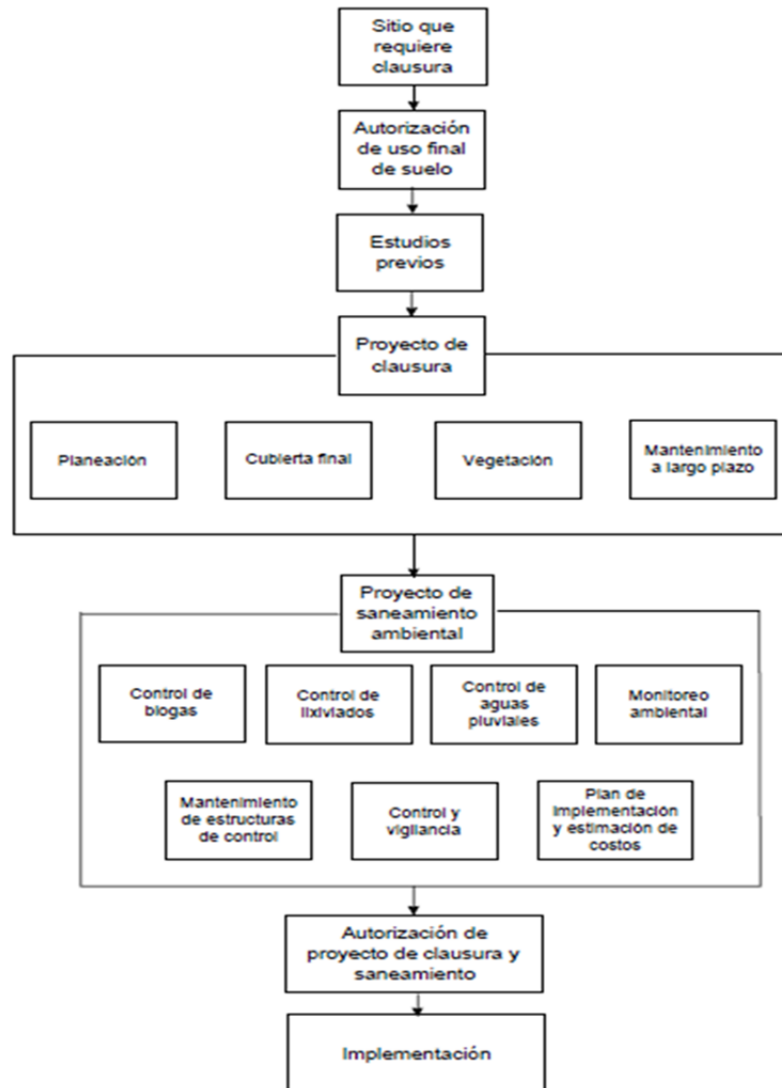 Sitio que
requiere
clausura
Autorización
de uso final
de suelo
Estudios
previos
Proyecto de
clausura
Planeación
Cubierta final
Vegetación
Mantenimiento
a largo plazo
Proyecto de
saneamiento
ambiental
Control de
biogas
Control de
lixiviados
Control de
aguas
pluviales
Monitoreo
ambiental
Mantenimiento
de estructuras
de control
Control y
vigilancia
Plan de
implementación
y estimación de
costos
Autorización de
proyecto de clausura y
saneamiento
Implementación